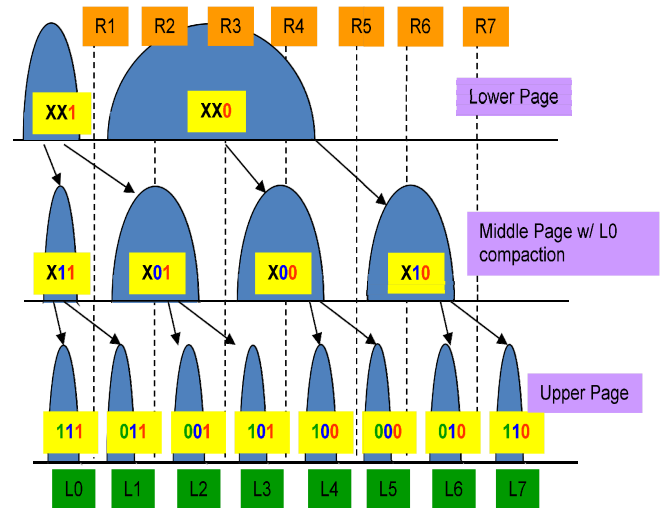 R1 R2 R3 R4 R5 R6 R7
XX1 XX0 Lower Page
X11 X01 X00 X10 Middle Page w/ L0
compaction
111 011 001 101 100 000 010 110 Upper Page
L0 L1 L2 L3 L4 L5 L6 L7